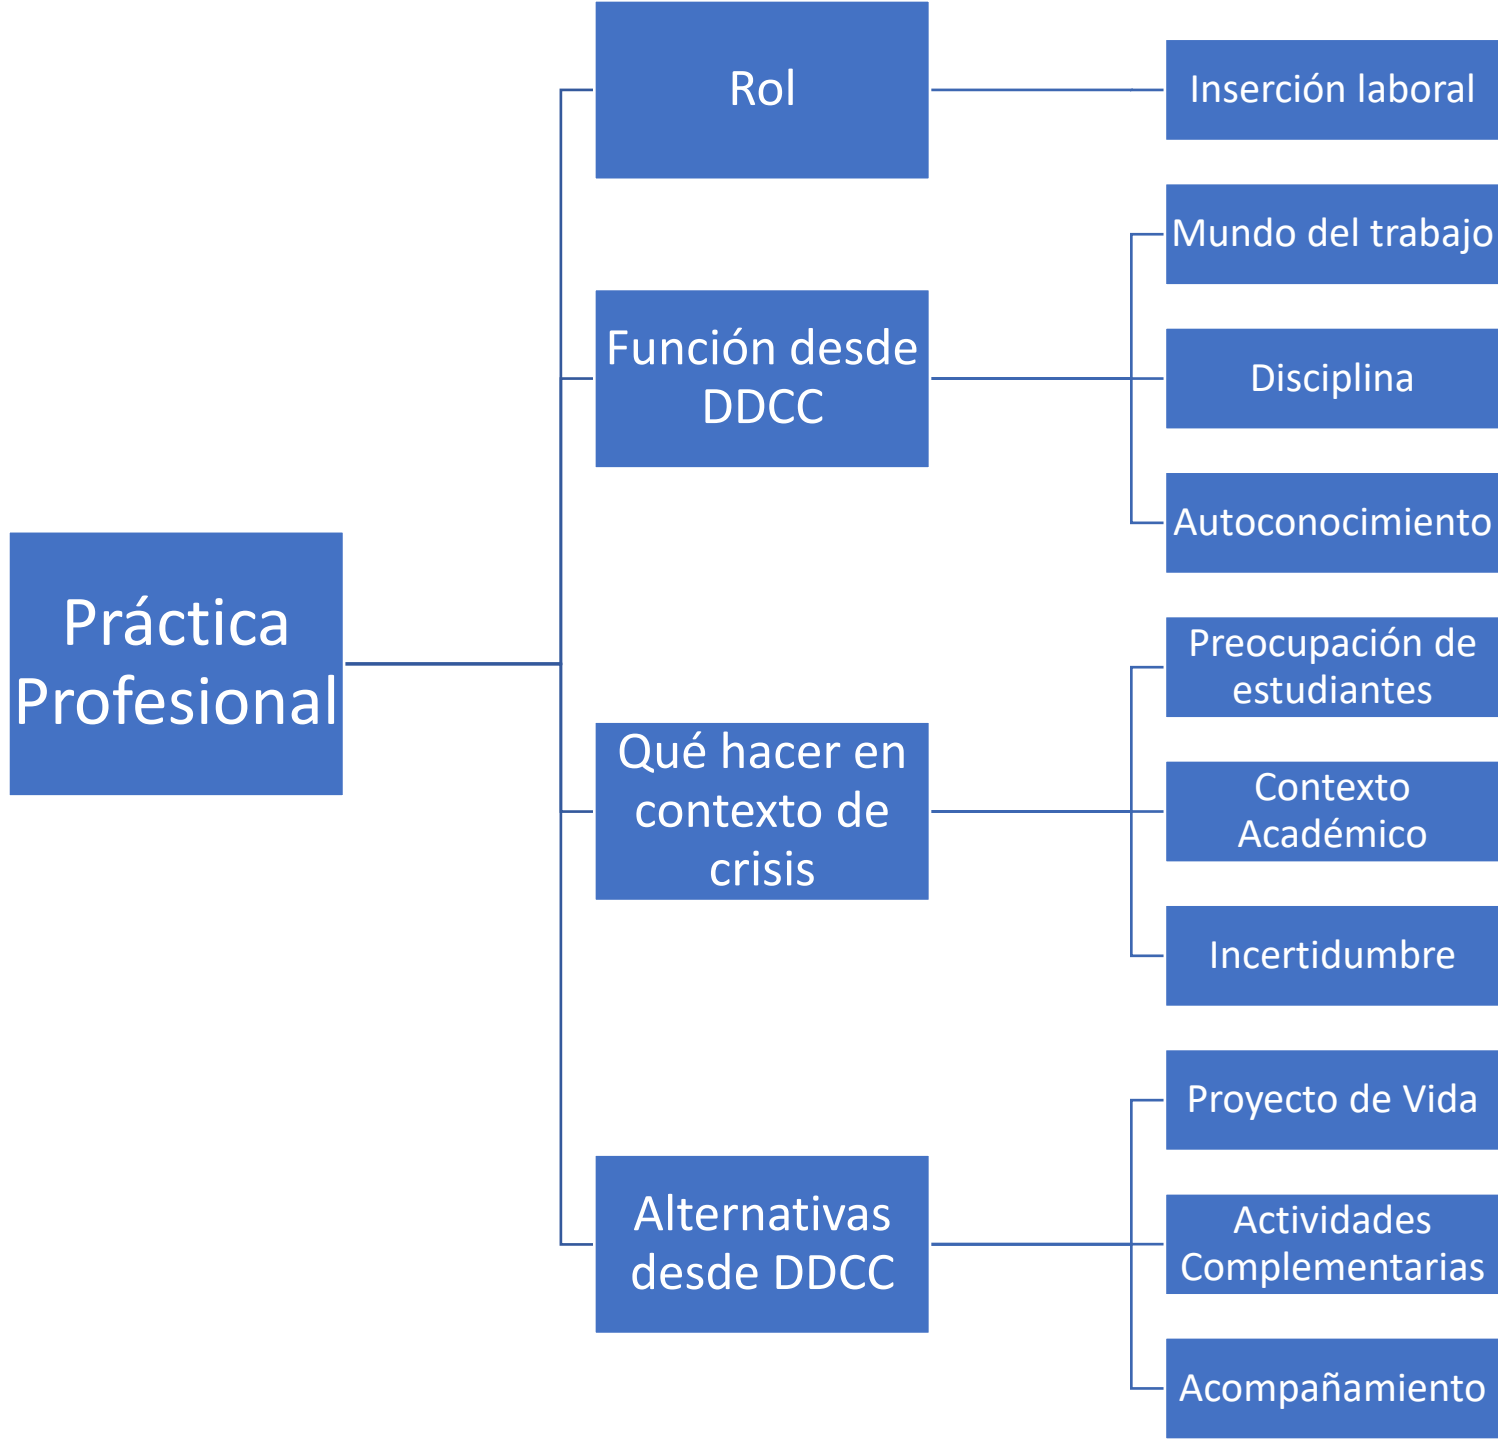 Práctica
Profesional
Rol
Inserción laboral
Función desde
DDCC
Mundo del trabajo
Disciplina
Autoconocimiento
Qué hacer en
contexto de
crisis
Preocupación de
estudiantes
Contexto
Académico
Incertidumbre
Alternativas
desde DDCC
Proyecto de Vida
Actividades
Complementarias
Acompañamiento